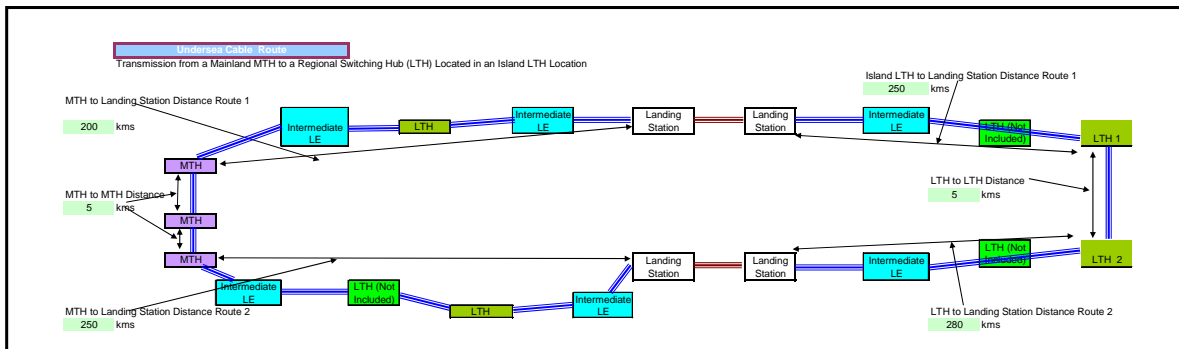 Undersea Cable Route
Transmission from a Mainland MTH to a Regional Switching Hub (LTH) Located in an Island LTH Location
Island LTH to Landing Station Distance Route 1
250 kms
MTH to Landing Station Distance Route 1
200 kms
Intermediate
LE
LTH
Intermediate
LE
Landing
Station
Landing
Station
Intermediate
LE
LTH (Not
Included)
LTH 1
MTH
MTH to MTH Distance
5 kms
MTH
LTH to LTH Distance
5 kms
MTH
Landing
Station
Landing
Station
Intermediate
LE
LTH (Not
Included)
LTH 2
Intermediate
LE
LTH (Not
Included)
LTH
Intermediate
LE
MTH to Landing Station Distance Route 2
250 kms
LTH to Landing Station Distance Route 2
280 kms